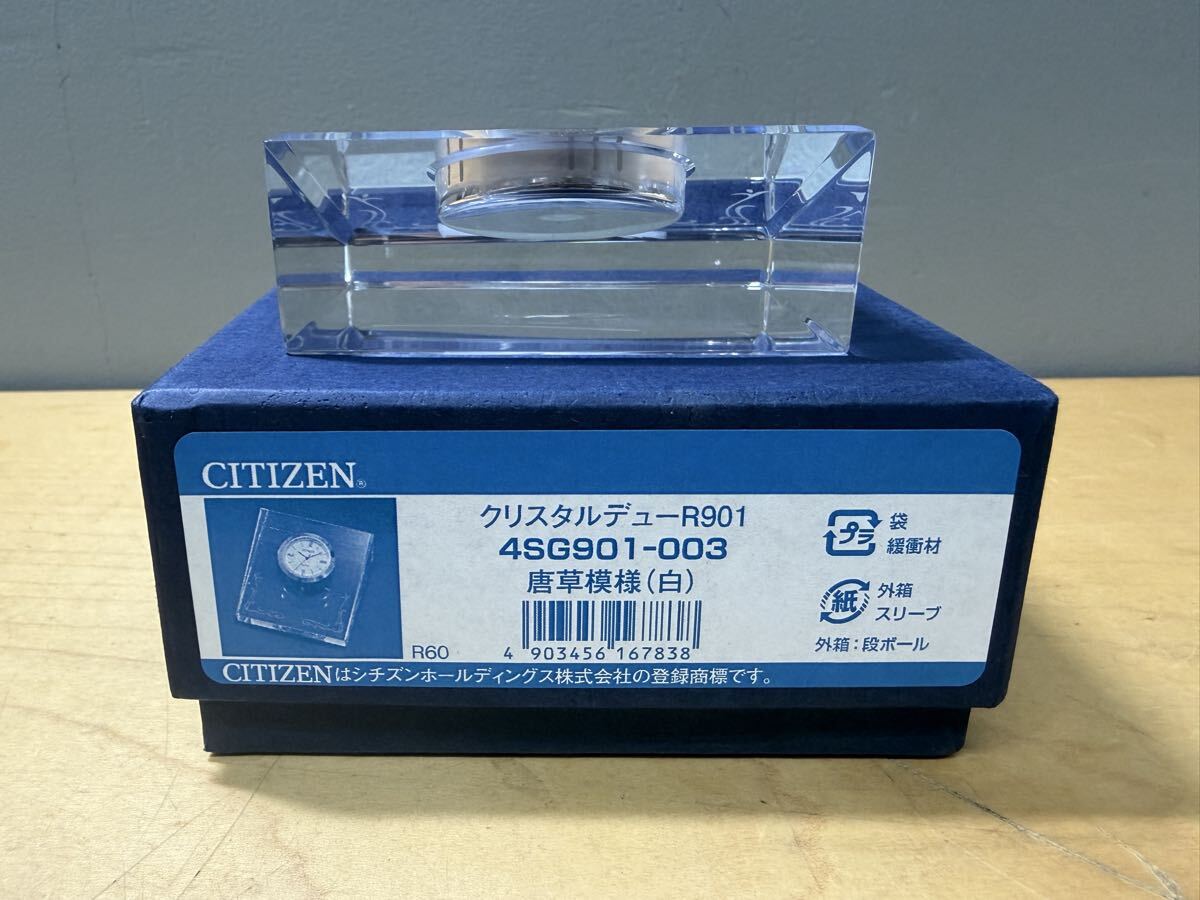 CITIZEN®
クリスタルデューR901
4SG901-003
唐草模様(白)
R60
4 903456 167838
プラ 袋
緩衝材
紙 外箱
スリーブ
外箱:段ボール
CITIZENはシチズンホールディングス株式会社の登録商標です。